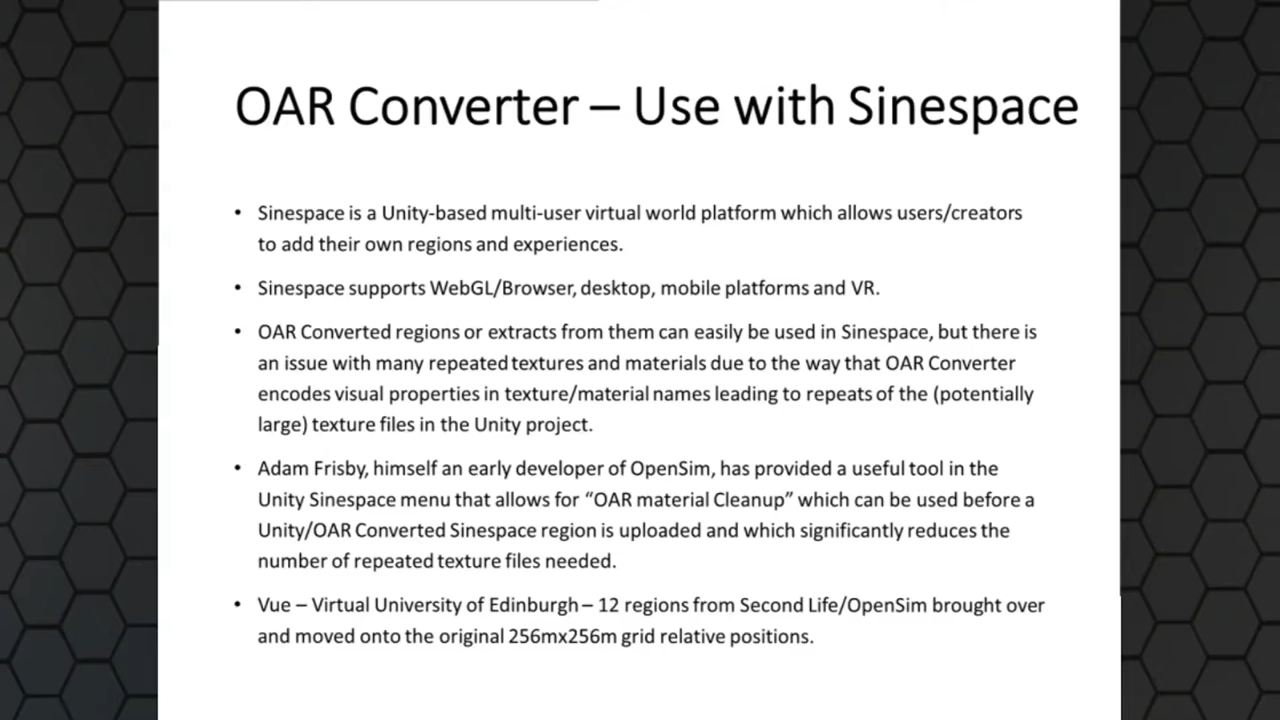 OAR Converter – Use with Sinespace
• Sinespace is a Unity-based multi-user virtual world platform which allows users/creators
to add their own regions and experiences.
• Sinespace supports WebGL/Browser, desktop, mobile platforms and VR.
• OAR Converted regions or extracts from them can easily be used in Sinespace, but there is
an issue with many repeated textures and materials due to the way that OAR Converter
encodes visual properties in texture/material names leading to repeats of the (potentially
large) texture files in the Unity project.
• Adam Frisby, himself an early developer of OpenSim, has provided a useful tool in the
Unity Sinespace menu that allows for “OAR material Cleanup” which can be used before a
Unity/OAR Converted Sinespace region is uploaded and which significantly reduces the
number of repeated texture files needed.
• Vue – Virtual University of Edinburgh – 12 regions from Second Life/OpenSim brought over
and moved onto the original 256mx256m grid relative positions.